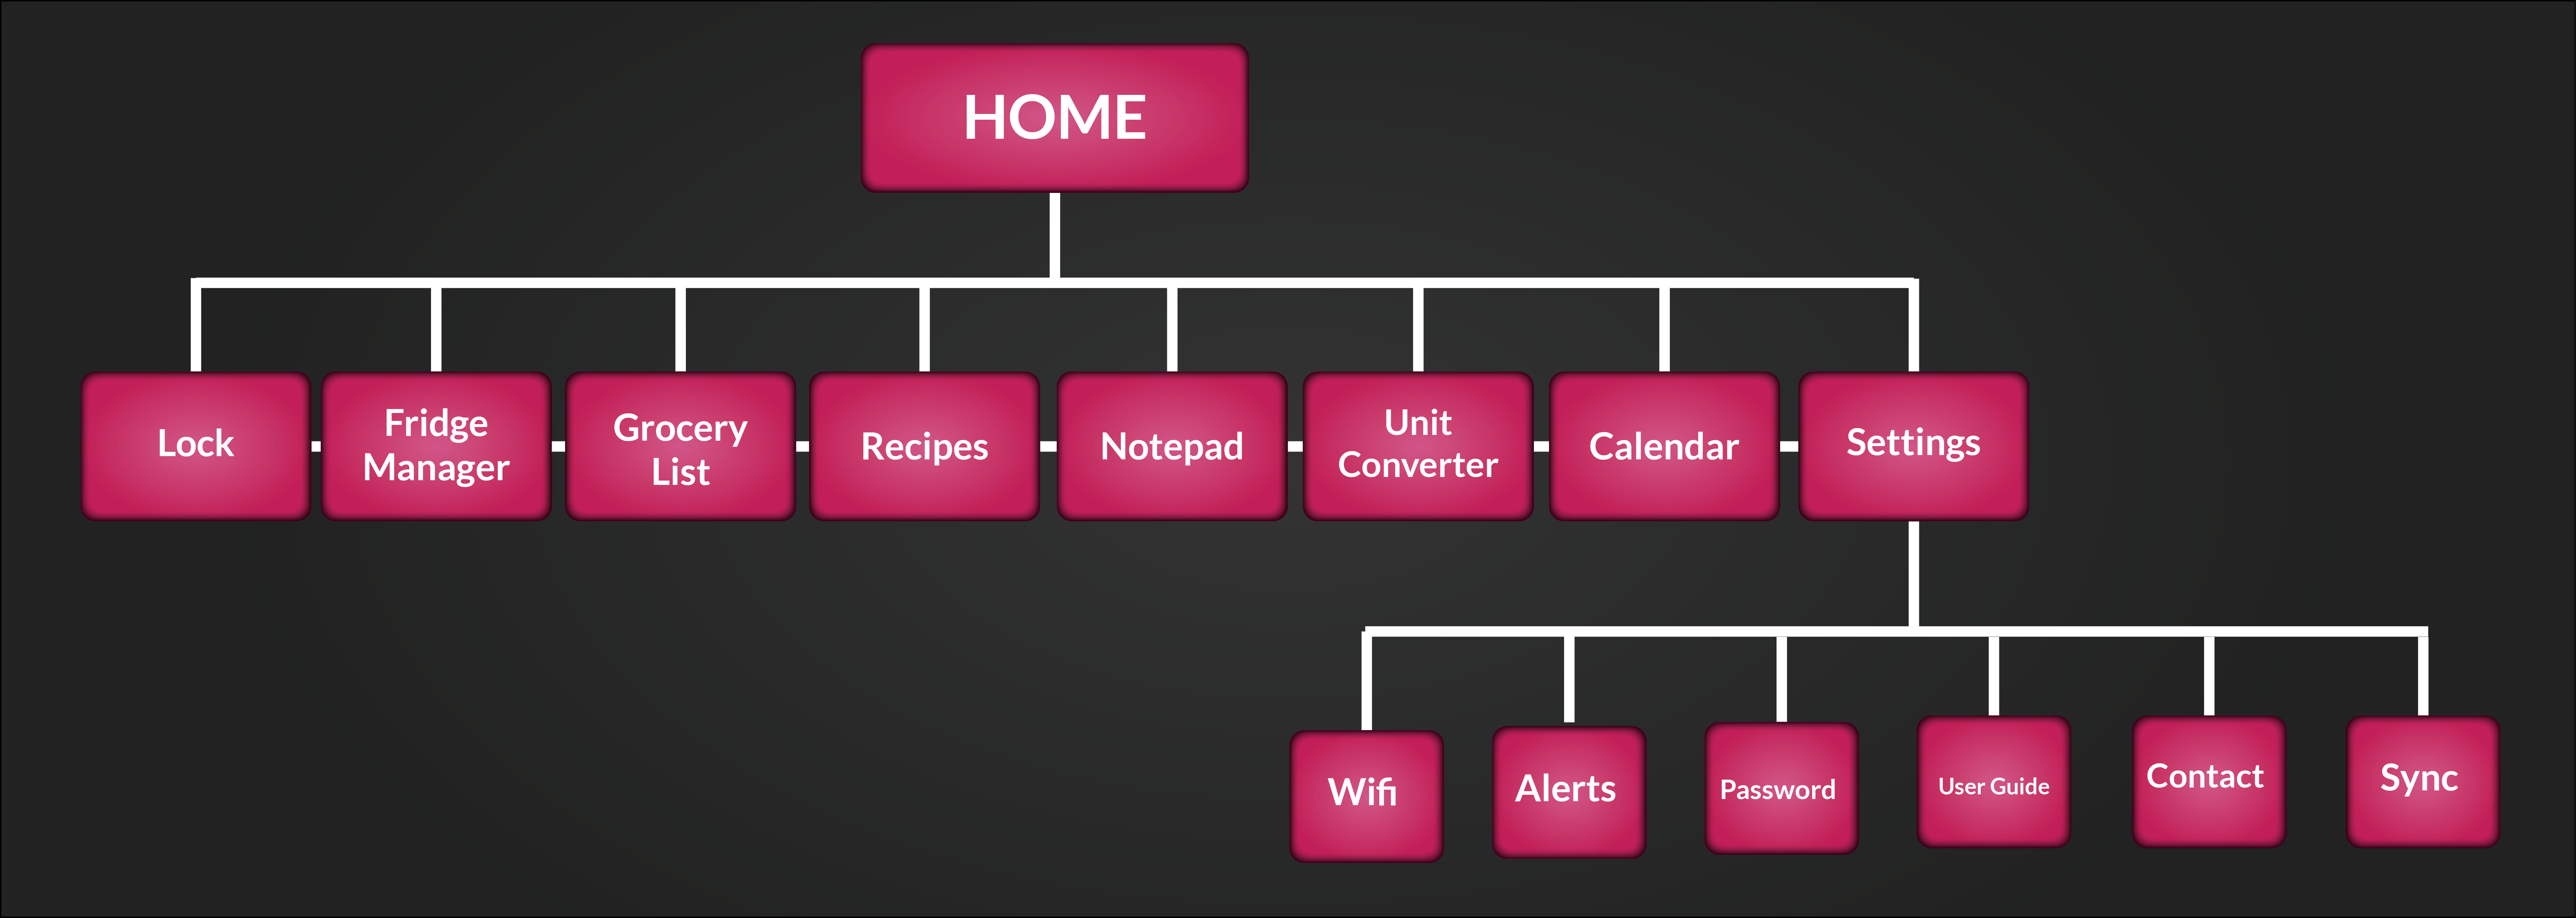 HOME
Lock
Fridge
Manager
Grocery
List
Recipes
Notepad
Unit
Converter
Calendar
Settings
Wifi
Alerts
Password
User Guide
Contact
Sync